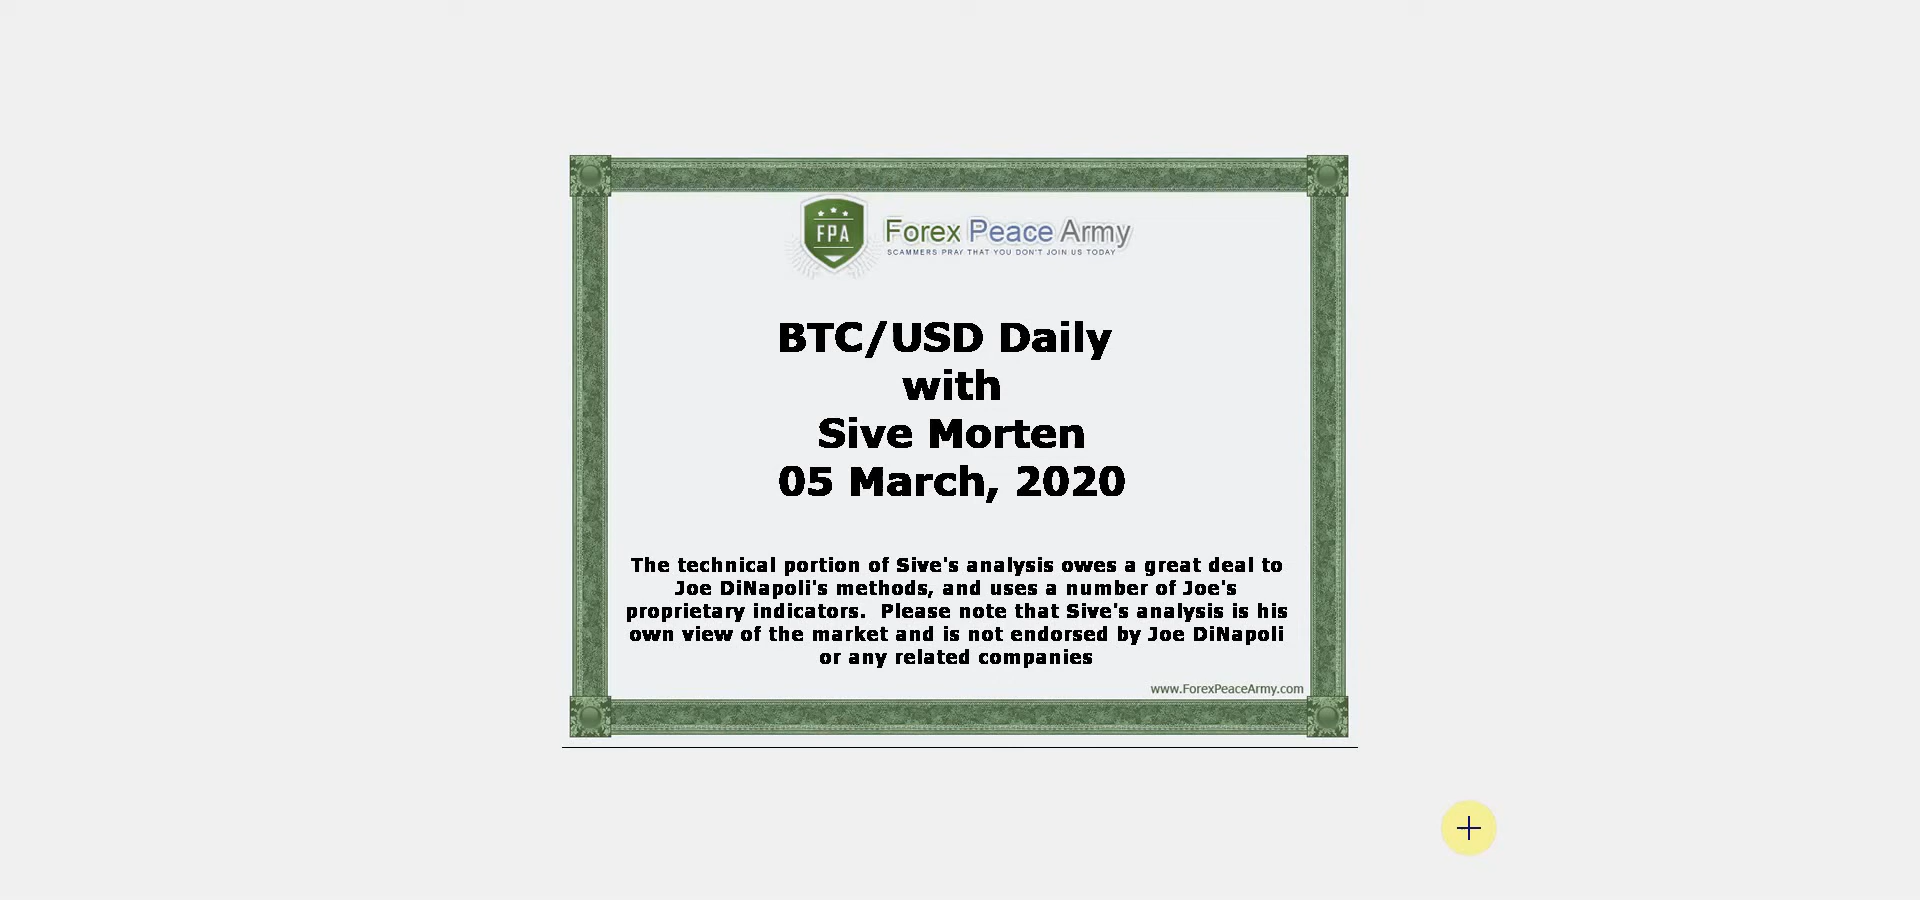 FPA
Forex Peace Army
SCAMMERS PRAY THAT YOU DON'T JOIN US TODAY
BTC/USD Daily
with
Sive Morten
05 March, 2020
The technical portion of Sive's analysis owes a great deal to
Joe DiNapoli's methods, and uses a number of Joe's
proprietary indicators.  Please note that Sive's analysis is his
own view of the market and is not endorsed by Joe DiNapoli
or any related companies
www.ForexPeaceArmy.com